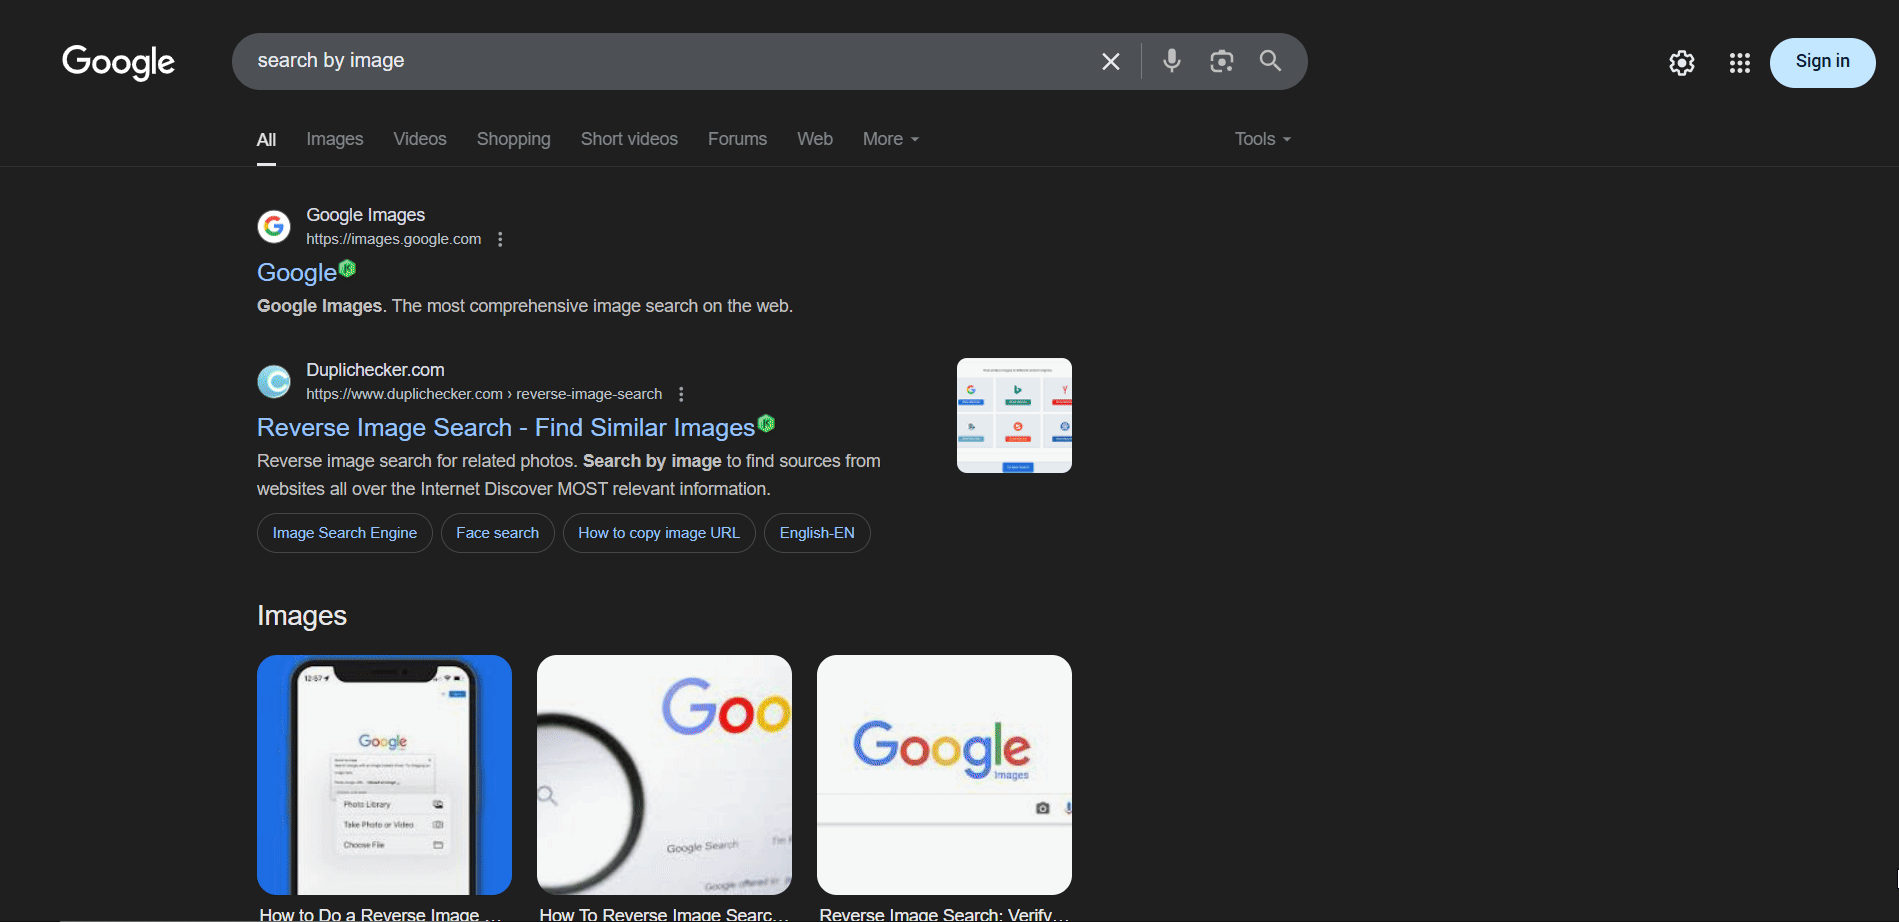 Google
search by image
Sign in
All
Images
Videos
Shopping
Short videos
Forums
Web
More
Tools
Google Images
https://images.google.com
Google
Google Images. The most comprehensive image search on the web.
Duplichecker.com
https://www.duplichecker.com › reverse-image-search
Reverse Image Search - Find Similar Images
Reverse image search for related photos. Search by image to find sources from
websites all over the Internet Discover MOST relevant information.
Image Search Engine
Face search
How to copy image URL
English-EN
Images
12:57
Google
Photo Library
Take Photo or Video
Choose File
Goo
Google Search
Google offered in:
Google
Images
How to Do a Reverse Image ...
How To Reverse Image Searc...
Reverse Image Search: Verify...